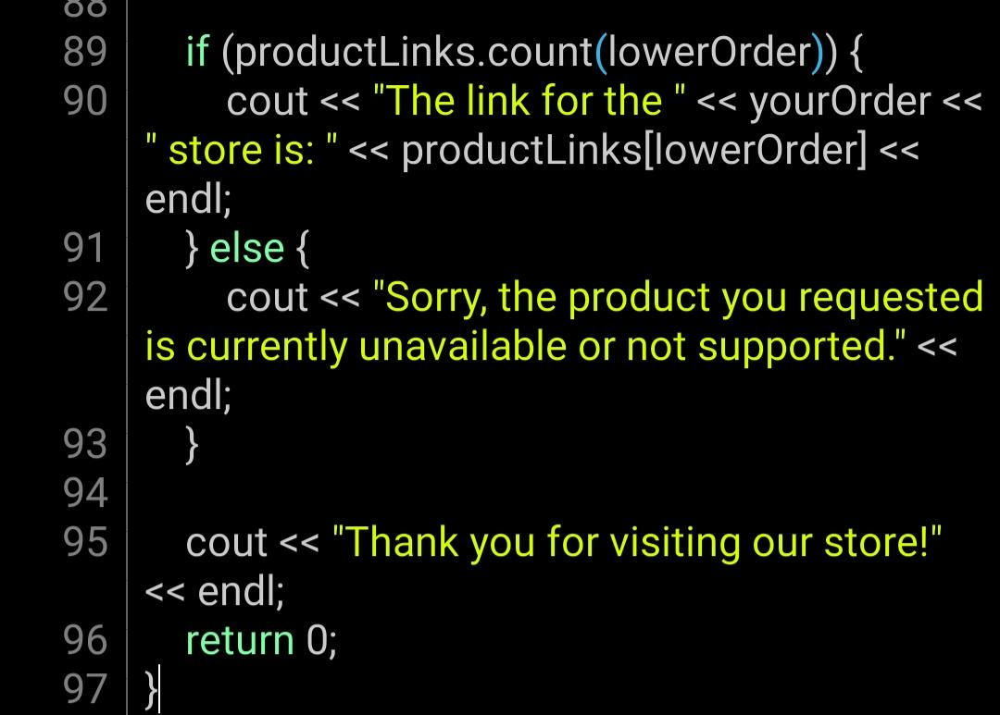 88
89 if (productLinks.count(lowerOrder)) {
90 cout << "The link for the " << yourOrder <<
" store is: " << productLinks[lowerOrder] <<
endl;
91 } else {
92 cout << "Sorry, the product you requested
is currently unavailable or not supported." <<
endl;
93 }
94
95 cout << "Thank you for visiting our store!"
<< endl;
96 return 0;
97 }